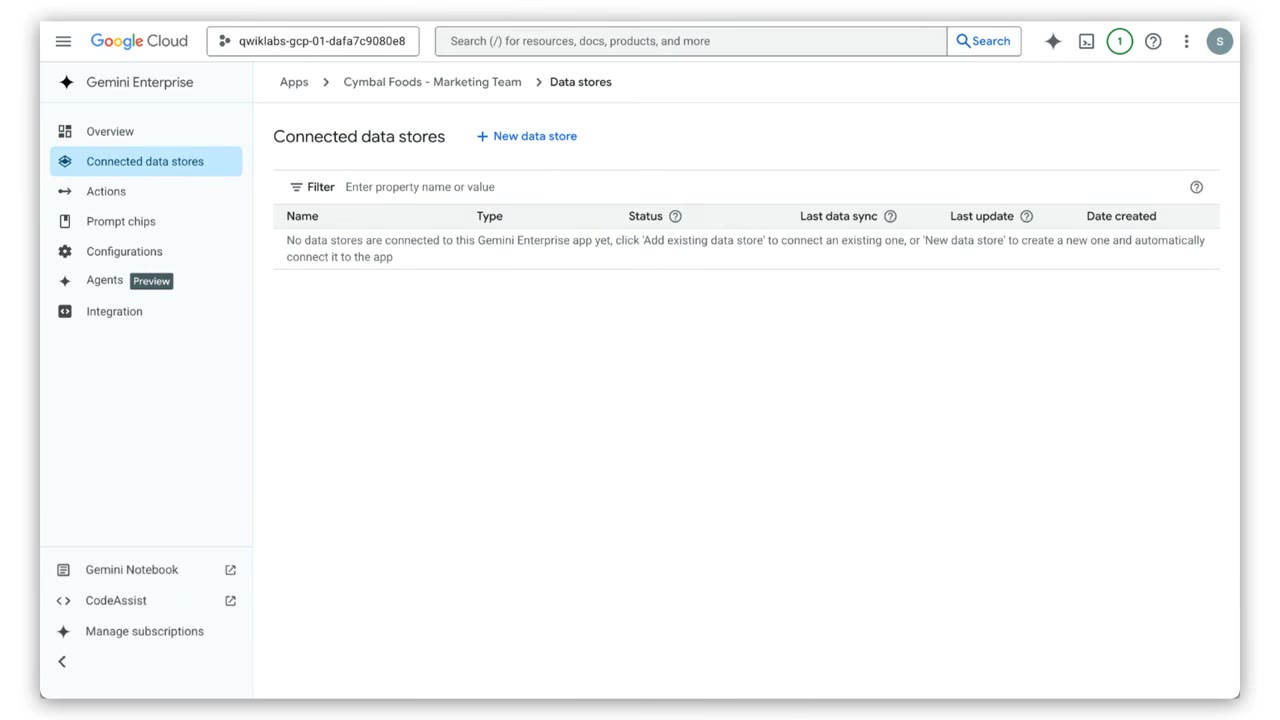 Google Cloud
qwiklabs-gcp-01-dafa7c9080e8
Search (/) for resources, docs, products, and more
Search
1
S
Gemini Enterprise
Apps
Cymbal Foods - Marketing Team
Data stores
Overview
Connected data stores
Actions
Prompt chips
Configurations
Agents Preview
Integration
Connected data stores
+ New data store
Filter Enter property name or value
Name Type Status Last data sync Last update Date created
No data stores are connected to this Gemini Enterprise app yet, click 'Add existing data store' to connect an existing one, or 'New data store' to create a new one and automatically
connect it to the app
Gemini Notebook
CodeAssist
Manage subscriptions